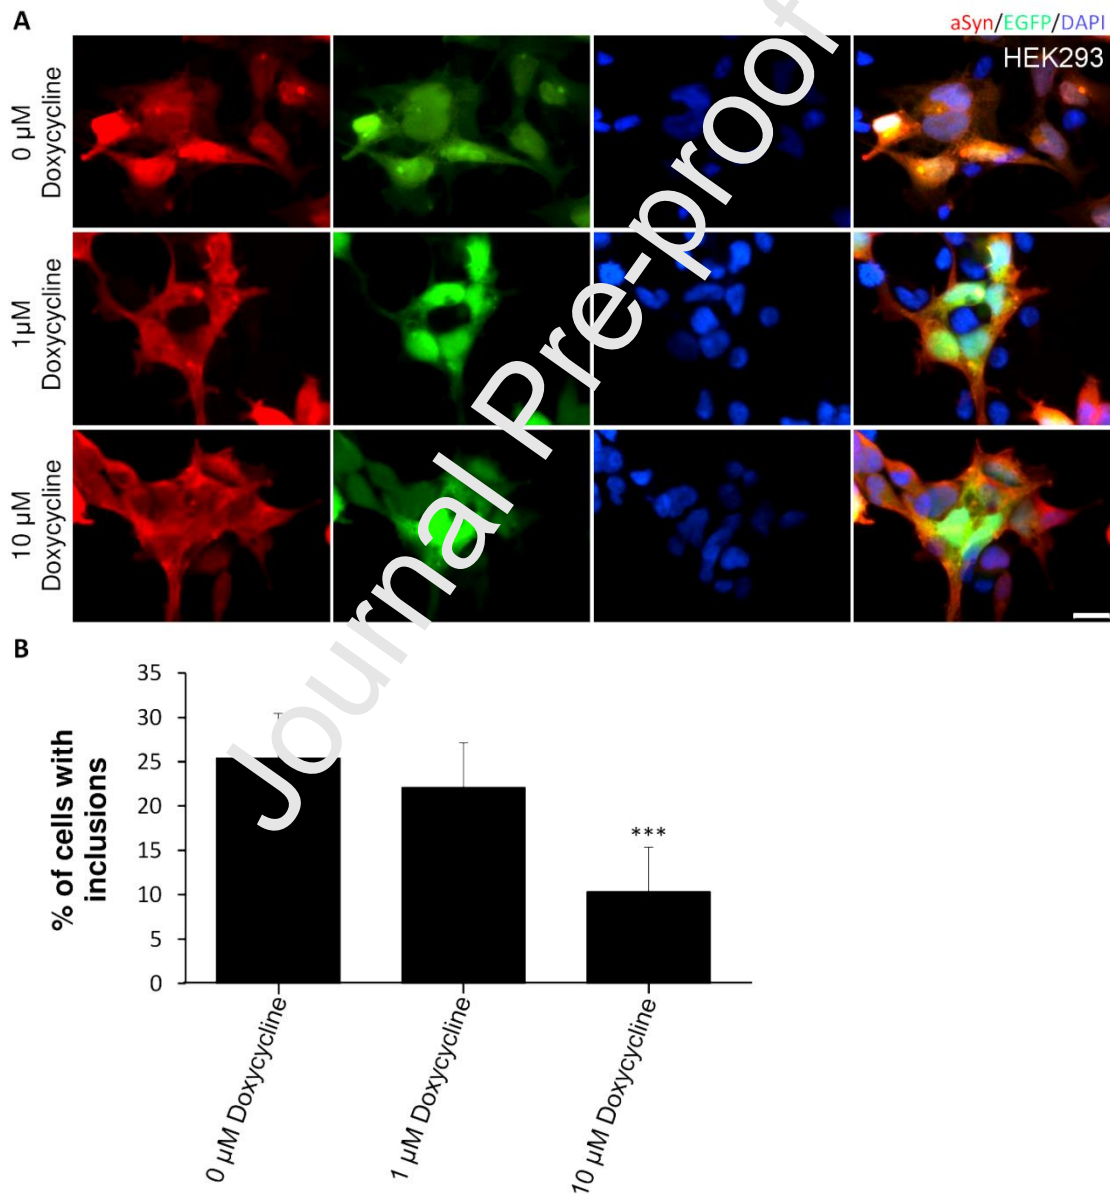 A
aSyn/EGFP/DAPI
HEK293
0 µM
Doxycycline
1µM
Doxycycline
10 µM
Doxycycline
Journal Pre-proof
B
% of cells with
inclusions
35
30
25
20
15
10
5
0
***
0 µM Doxycycline
1 µM Doxycycline
10 µM Doxycycline